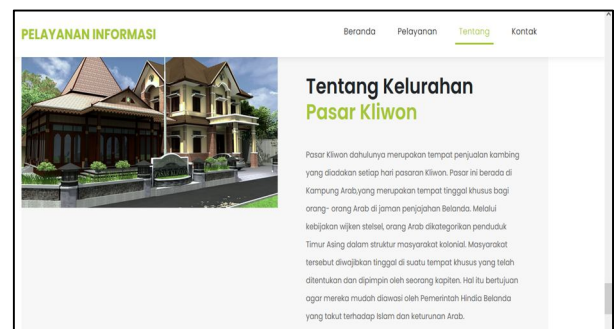 PELAYANAN INFORMASI
Beranda Pelayanan Tentang Kontak
Tentang Kelurahan
Pasar Kliwon
Pasar Kliwon dahulunya merupakan tempat penjualan kambing
yang diadakan setiap hari pasaran Kliwon. Pasar ini berada di
Kampung Arab,yang merupakan tempat tinggal khusus bagi
orang- orang Arab di jaman penjajahan Belanda. Melalui
kebijakan wijken stelsel, orang Arab dikategorikan penduduk
Timur Asing dalam struktur masyarakat kolonial. Masyarakat
tersebut diwajibkan tinggal di suatu tempat khusus yang telah
ditentukan dan dipimpin oleh seorang kapiten. Hal itu bertujuan
agar mereka mudah diawasi oleh Pemerintah Hindia Belanda
yang takut terhadap Islam dan keturunan Arab.